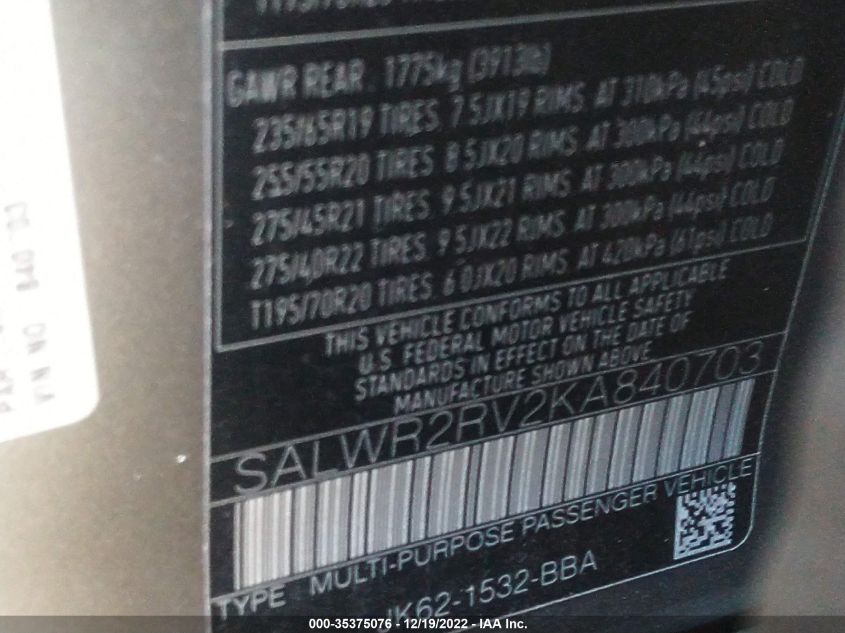 GAWR REAR 1775kg (3913lb)
235/65R19 TIRES, 7.5JX19 RIMS, AT 310kPa (45psi) COLD
255/55R20 TIRES, 8.5JX20 RIMS, AT 300kPa (44psi) COLD
275/45R21 TIRES, 9.5JX21 RIMS, AT 300kPa (44psi) COLD
275/40R22 TIRES, 9.5JX22 RIMS, AT 300kPa (44psi) COLD
T195/70R20 TIRES, 6.0JX20 RIMS, AT 420kPa (61psi) COLD
THIS VEHICLE CONFORMS TO ALL APPLICABLE
U.S. FEDERAL MOTOR VEHICLE SAFETY
STANDARDS IN EFFECT ON THE DATE OF
MANUFACTURE SHOWN ABOVE
SALWR2RV2KA840703
TYPE MULTI-PURPOSE PASSENGER VEHICLE
JK62-1532-BBA
VIN NO 840703
000-35375076 - 12/19/2022 - IAA Inc.